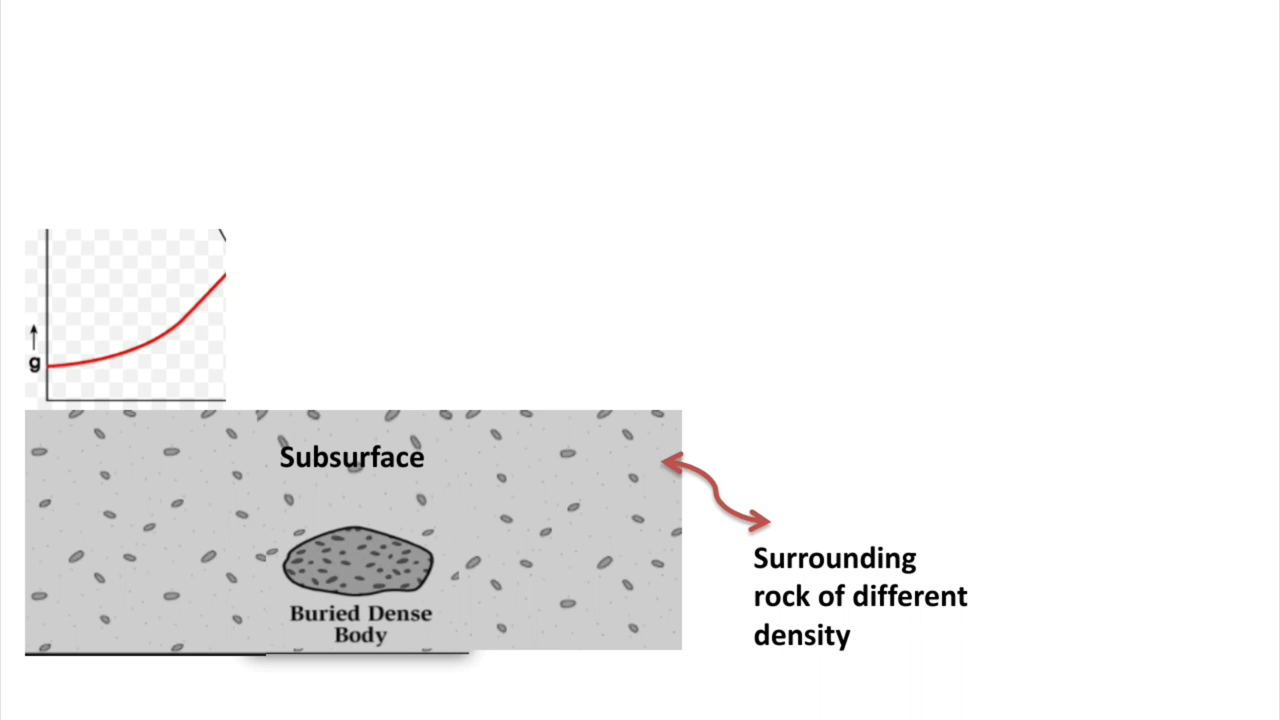 g
Subsurface
Buried Dense
Body
Surrounding
rock of different
density